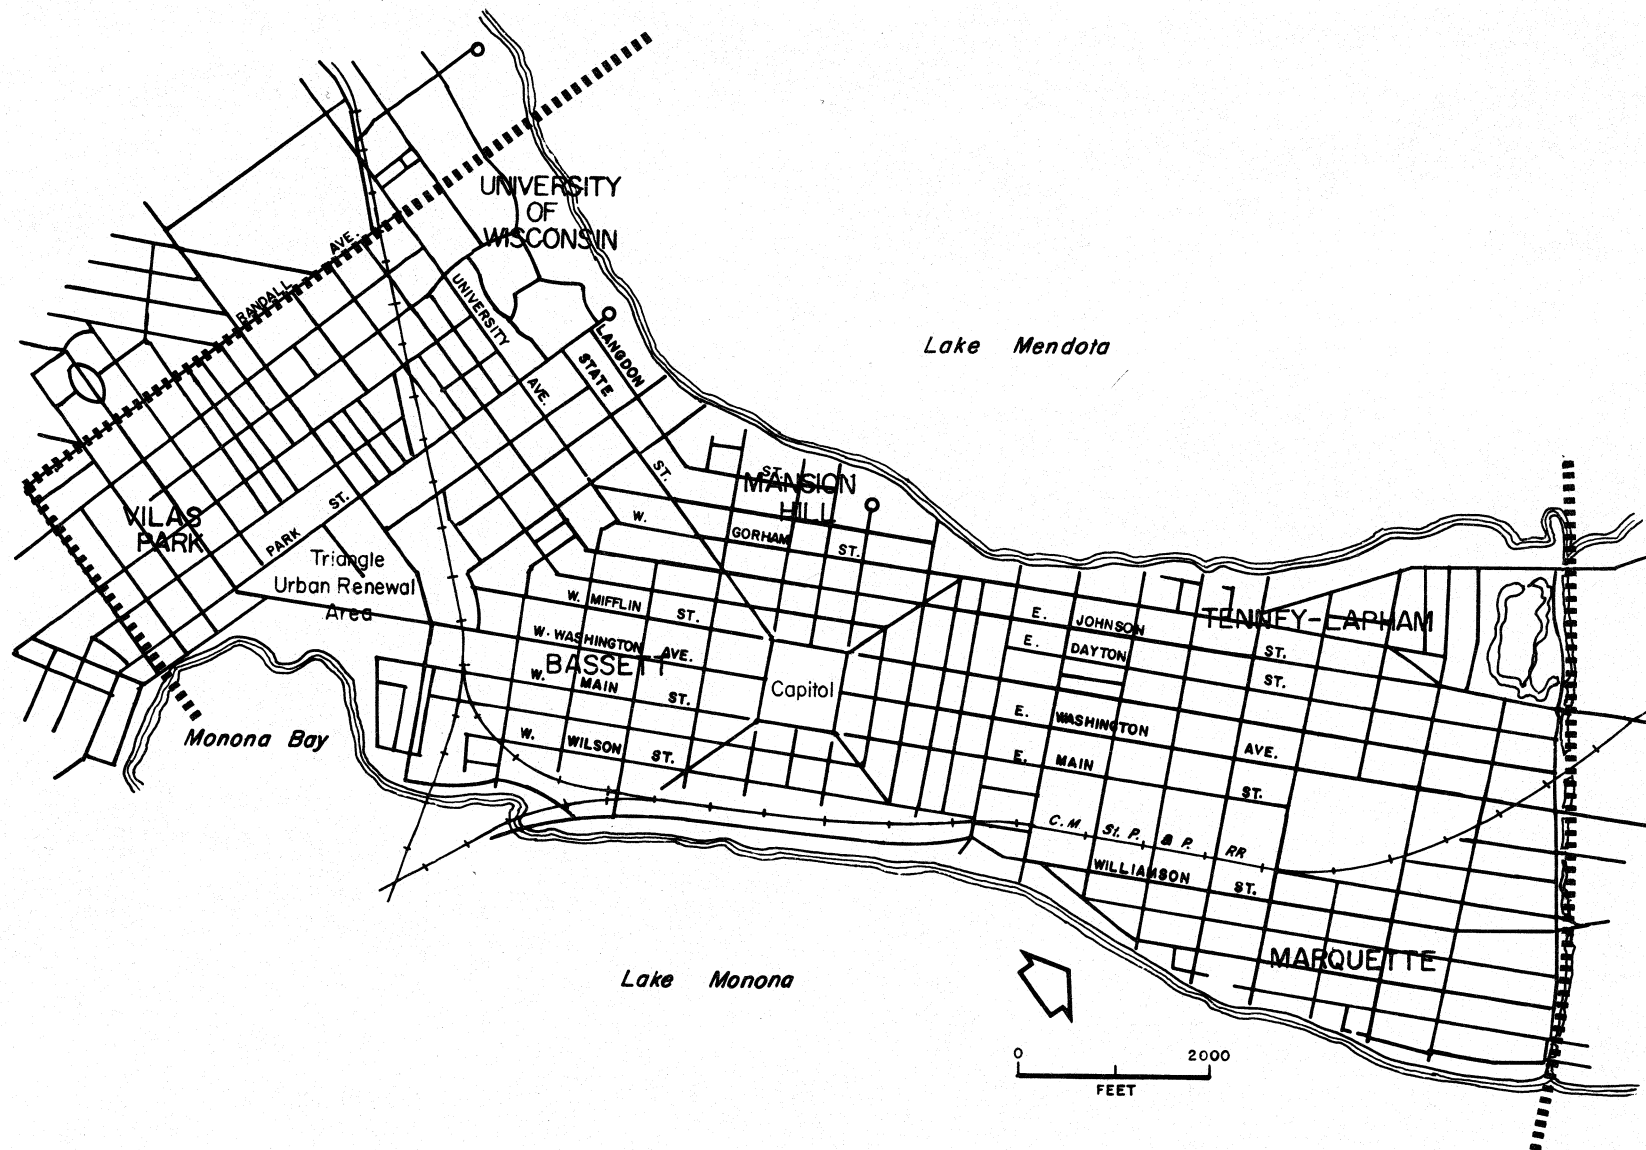 UNIVERSITY
OF
WISCONSIN
RANDALL AVE.
UNIVERSITY AVE.
LANGDON ST.
STATE ST.
Lake Mendota
MANSION
HILL
VILAS
PARK
PARK ST.
Triangle
Urban Renewal
Area
W. GORHAM ST.
W. MIFFLIN ST.
W. WASHINGTON AVE.
BASSETT
W. MAIN ST.
W. WILSON ST.
Capitol
E. JOHNSON ST.
E. DAYTON ST.
TENNEY-LAPHAM
E. WASHINGTON AVE.
E. MAIN ST.
C. M. St. P. & P. RR
WILLIAMSON ST.
MARQUETTE
Monona Bay
Lake Monona
0 2000
FEET